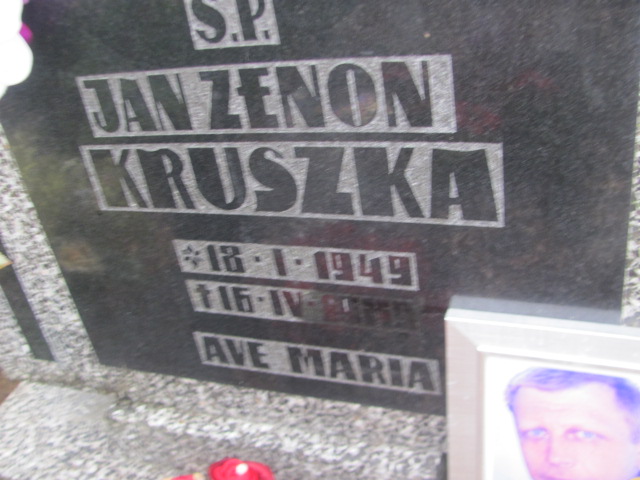 Ś.P.
JAN ZENON
KRUSZKA
* 18 · I · 1949
† 16 · IV ·
AVE MARIA